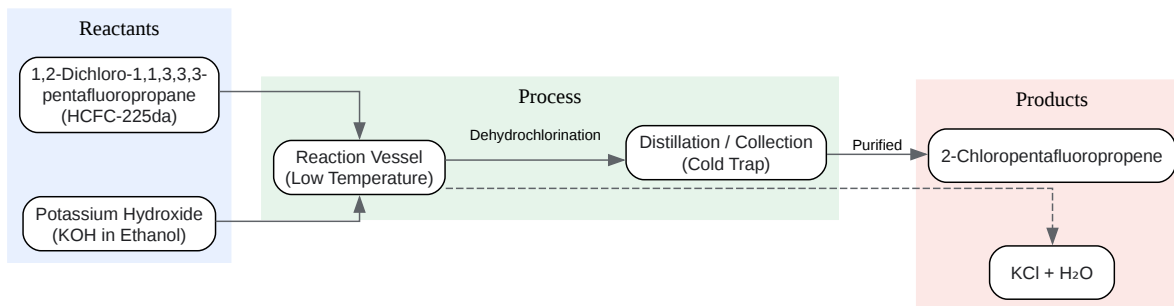 Reactants
1,2-Dichloro-1,1,3,3,3-
pentafluoropropane
(HCFC-225da)
Potassium Hydroxide
(KOH in Ethanol)
Process
Reaction Vessel
(Low Temperature)
Dehydrochlorination
Distillation / Collection
(Cold Trap)
Purified
Products
2-Chloropentafluoropropene
KCl + H₂O